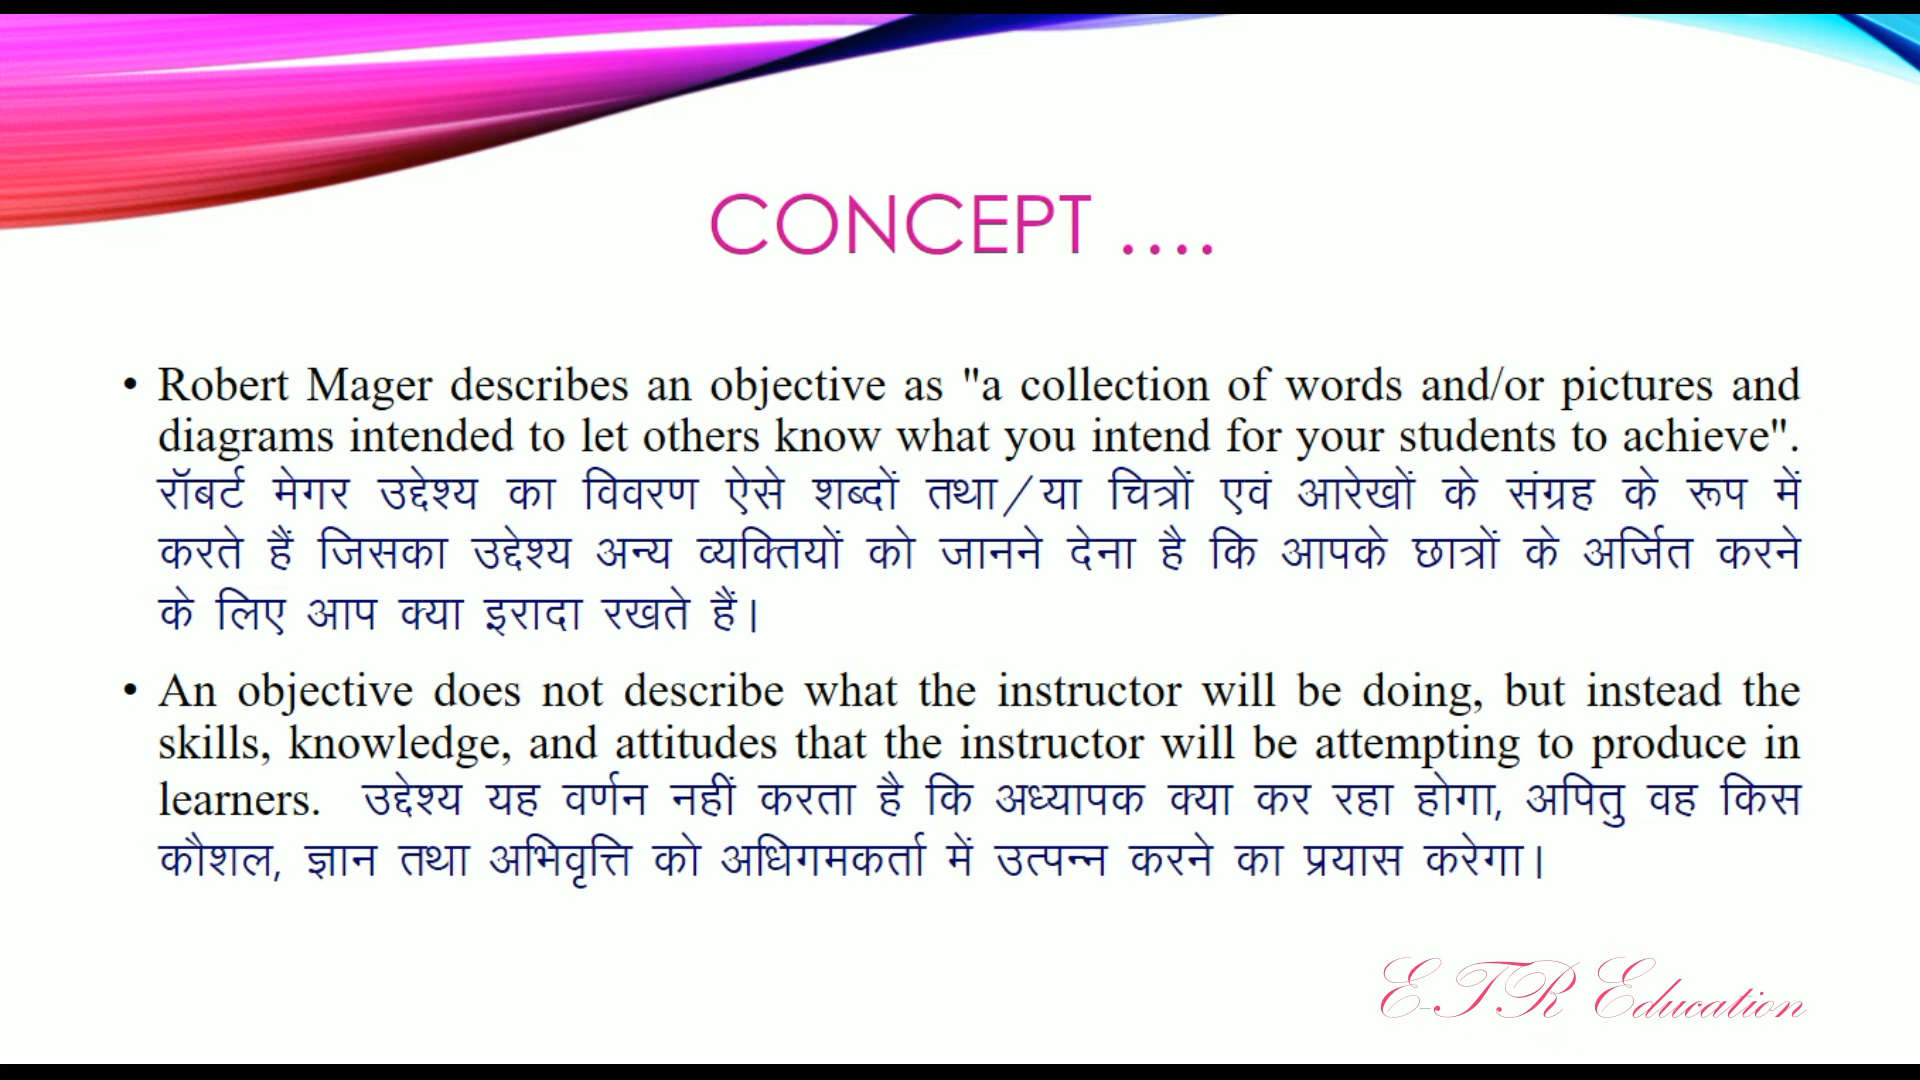 CONCEPT ....
• Robert Mager describes an objective as "a collection of words and/or pictures and
diagrams intended to let others know what you intend for your students to achieve".
रॉबर्ट मेगर उद्देश्य का विवरण ऐसे शब्दों तथा/या चित्रों एवं आरेखों के संग्रह के रूप में
करते हैं जिसका उद्देश्य अन्य व्यक्तियों को जानने देना है कि आपके छात्रों के अर्जित करने
के लिए आप क्या इरादा रखते हैं।
• An objective does not describe what the instructor will be doing, but instead the
skills, knowledge, and attitudes that the instructor will be attempting to produce in
learners. उद्देश्य यह वर्णन नहीं करता है कि अध्यापक क्या कर रहा होगा, अपितु वह किस
कौशल, ज्ञान तथा अभिवृत्ति को अधिगमकर्ता में उत्पन्न करने का प्रयास करेगा।
E-TR Education